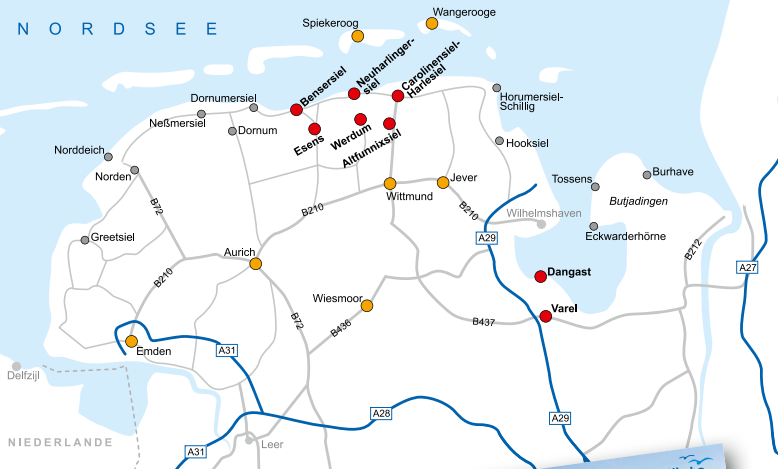 NORDSEE
Spiekeroog
Wangerooge
Bensersiel
Neuharlinger-
siel
Carolinensiel-
Harlesiel
Horumersiel-
Schillig
Dornumersiel
Neßmersiel
Dornum
Esens
Werdum
Altfunnixsiel
Hooksiel
Norddeich
Norden
B72
B210
Wittmund
Jever
B210
Wilhelmshaven
Tossens
Burhave
Butjadingen
Eckwarderhörne
Greetsiel
B210
Aurich
A29
B212
A27
Dangast
Wiesmoor
B72
B436
B437
Varel
Emden
A31
Delfzijl
A28
A29
NIEDERLANDE
Leer
A31